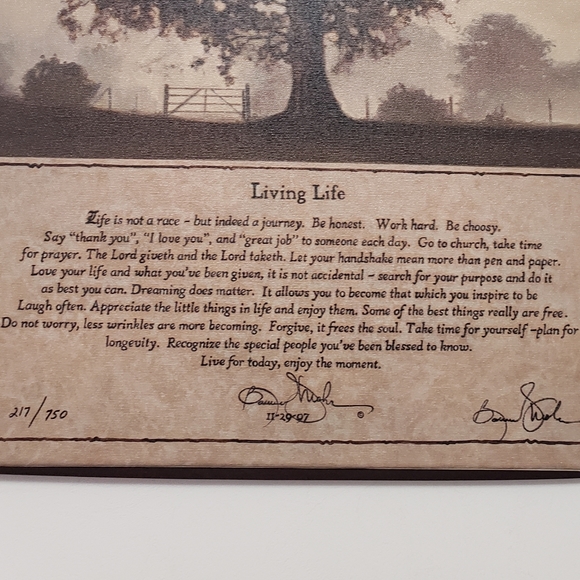 Living Life
Life is not a race - but indeed a journey. Be honest. Work hard. Be choosy.
Say "thank you", "I love you", and "great job" to someone each day. Go to church, take time
for prayer. The Lord giveth and the Lord taketh. Let your handshake mean more than pen and paper.
Love your life and what you've been given, it is not accidental - search for your purpose and do it
as best you can. Dreaming does matter. It allows you to become that which you inspire to be
Laugh often. Appreciate the little things in life and enjoy them. Some of the best things really are free.
Do not worry, less wrinkles are more becoming. Forgive, it frees the soul. Take time for yourself -plan for
longevity. Recognize the special people you've been blessed to know.
Live for today, enjoy the moment.
217/750
11-29-07 ©